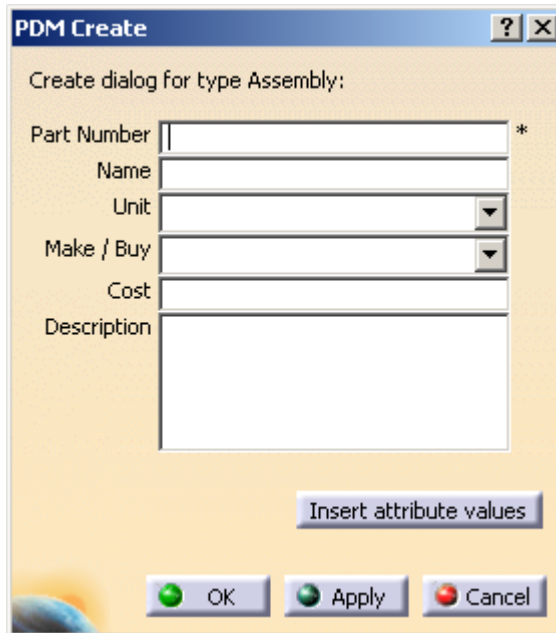 PDM Create
Create dialog for type Assembly:
Part Number *
Name
Unit
Make / Buy
Cost
Description
Insert attribute values
OK Apply Cancel